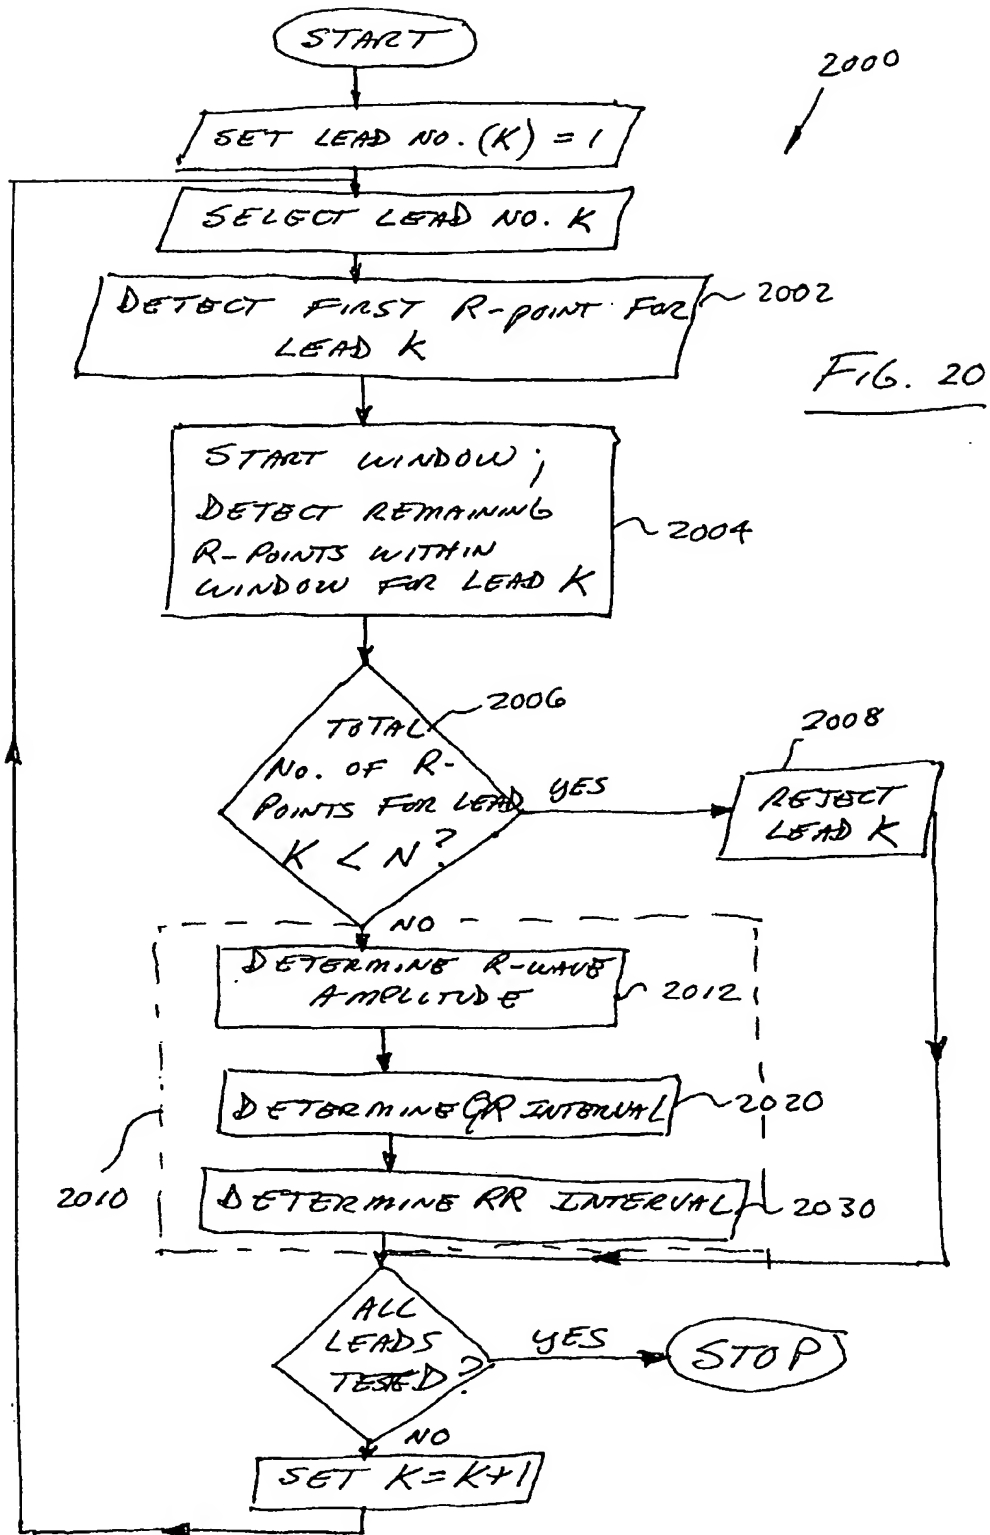 START
2000
SET LEAD NO. (K) = 1
SELECT LEAD NO. K
DETECT FIRST R-POINT FOR
LEAD K
2002
FIG. 20
START WINDOW;
DETECT REMAINING
R-POINTS WITHIN
WINDOW FOR LEAD K
2004
TOTAL
NO. OF R-
POINTS FOR LEAD
K < N?
2006
YES
2008
REJECT
LEAD K
NO
DETERMINE R-WAVE
AMPLITUDE
2012
DETERMINE QR INTERVAL
2020
2010
DETERMINE RR INTERVAL
2030
ALL
LEADS
TESTED?
YES
STOP
NO
SET K=K+1